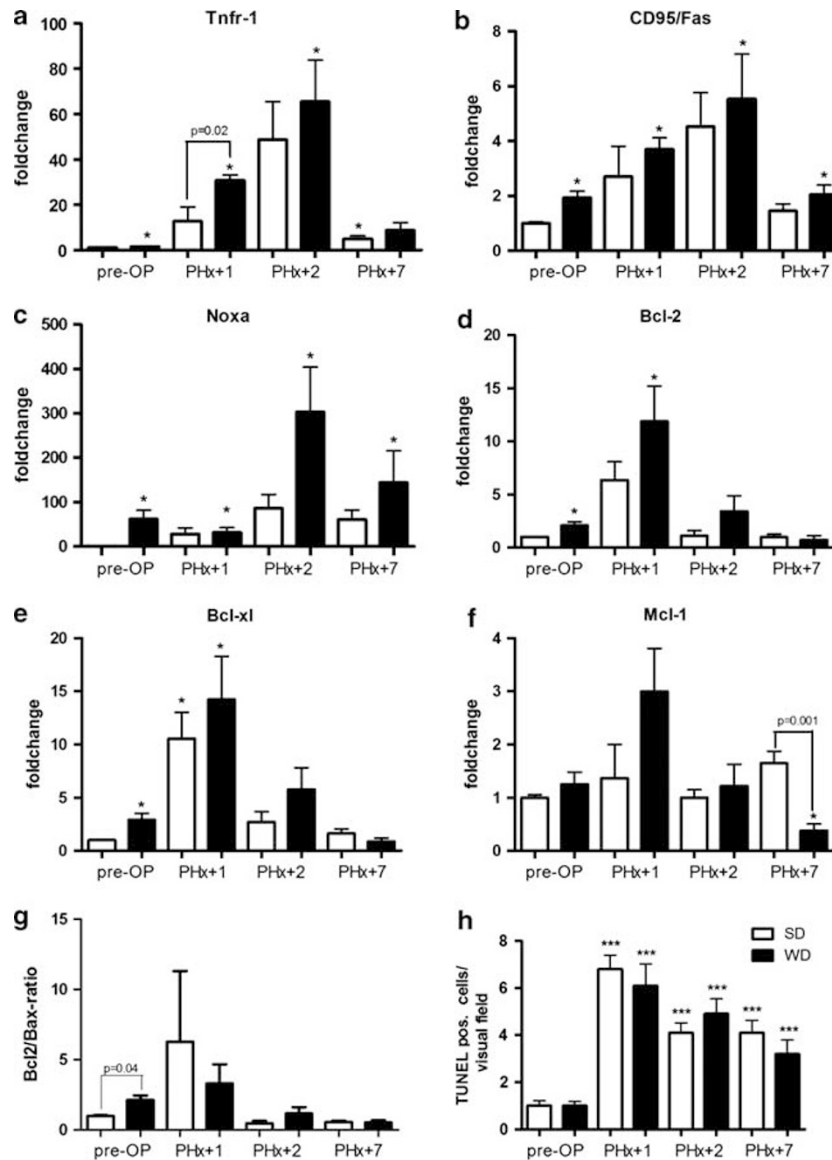 a
Tnfr-1
foldchange
100
80
60
40
20
0
p=0.02
*
*
*
*
pre-OP PHx+1 PHx+2 PHx+7
b
CD95/Fas
foldchange
8
6
4
2
0
*
*
*
*
pre-OP PHx+1 PHx+2 PHx+7
c
Noxa
foldchange
500
400
300
200
100
0
*
*
*
*
pre-OP PHx+1 PHx+2 PHx+7
d
Bcl-2
foldchange
20
15
10
5
0
*
*
pre-OP PHx+1 PHx+2 PHx+7
e
Bcl-xl
foldchange
20
15
10
5
0
*
*
*
pre-OP PHx+1 PHx+2 PHx+7
f
Mcl-1
foldchange
4
3
2
1
0
p=0.001
*
pre-OP PHx+1 PHx+2 PHx+7
g
Bcl2/Bax-ratio
15
10
5
0
p=0.04
pre-OP PHx+1 PHx+2 PHx+7
h
TUNEL pos. cells/
visual field
8
6
4
2
0
SD
WD
***
***
***
***
***
***
pre-OP PHx+1 PHx+2 PHx+7